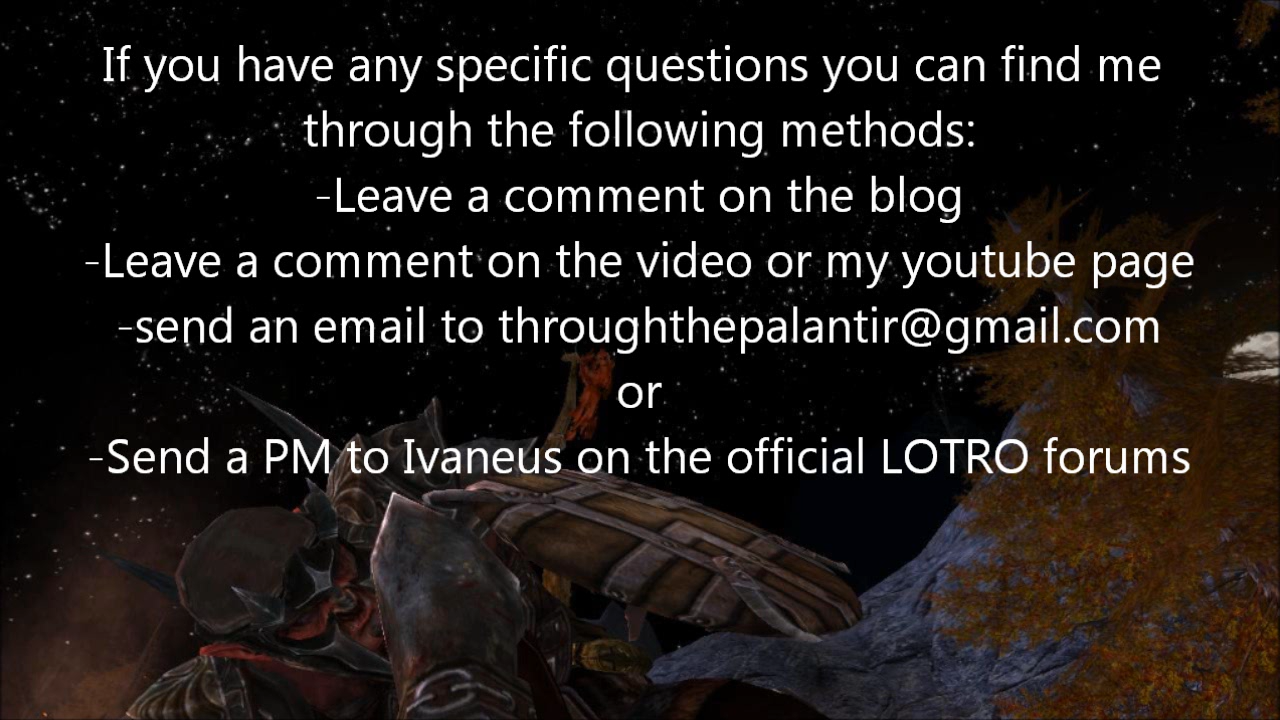 If you have any specific questions you can find me
through the following methods:
-Leave a comment on the blog
-Leave a comment on the video or my youtube page
-send an email to throughthepalantir@gmail.com
or
-Send a PM to Ivaneus on the official LOTRO forums